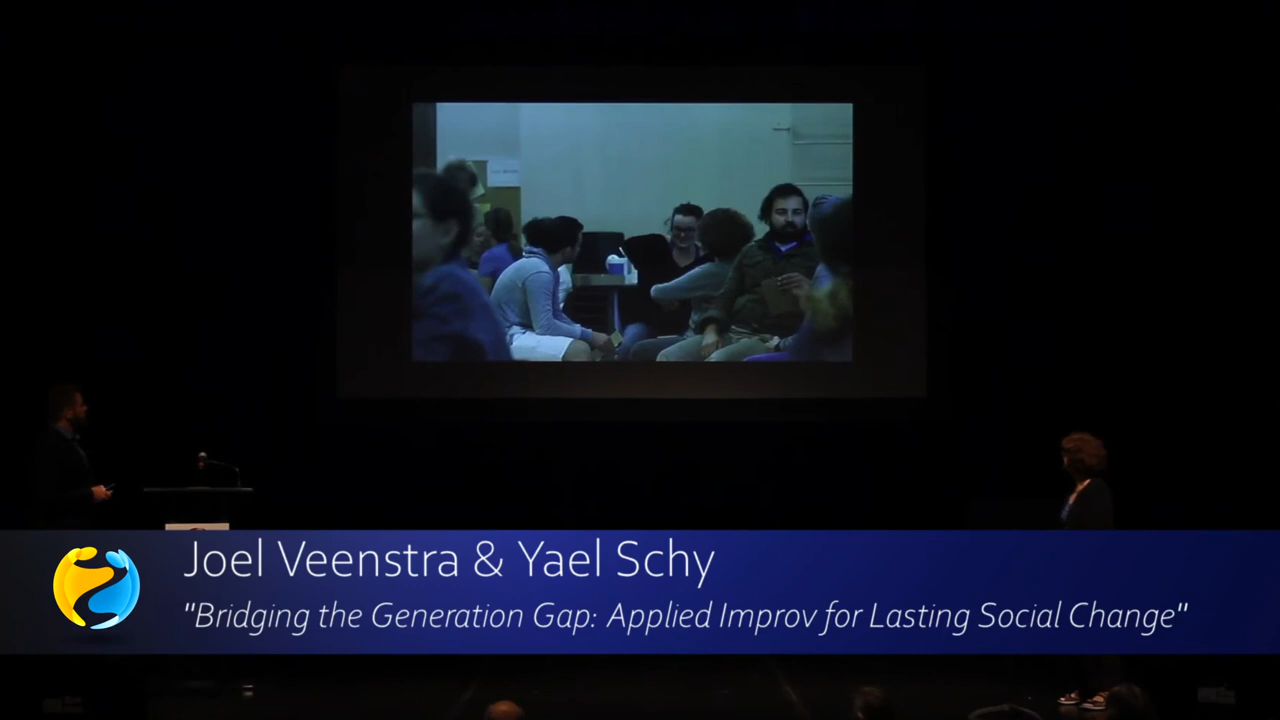 Joel Veenstra & Yael Schy
"Bridging the Generation Gap: Applied Improv for Lasting Social Change"